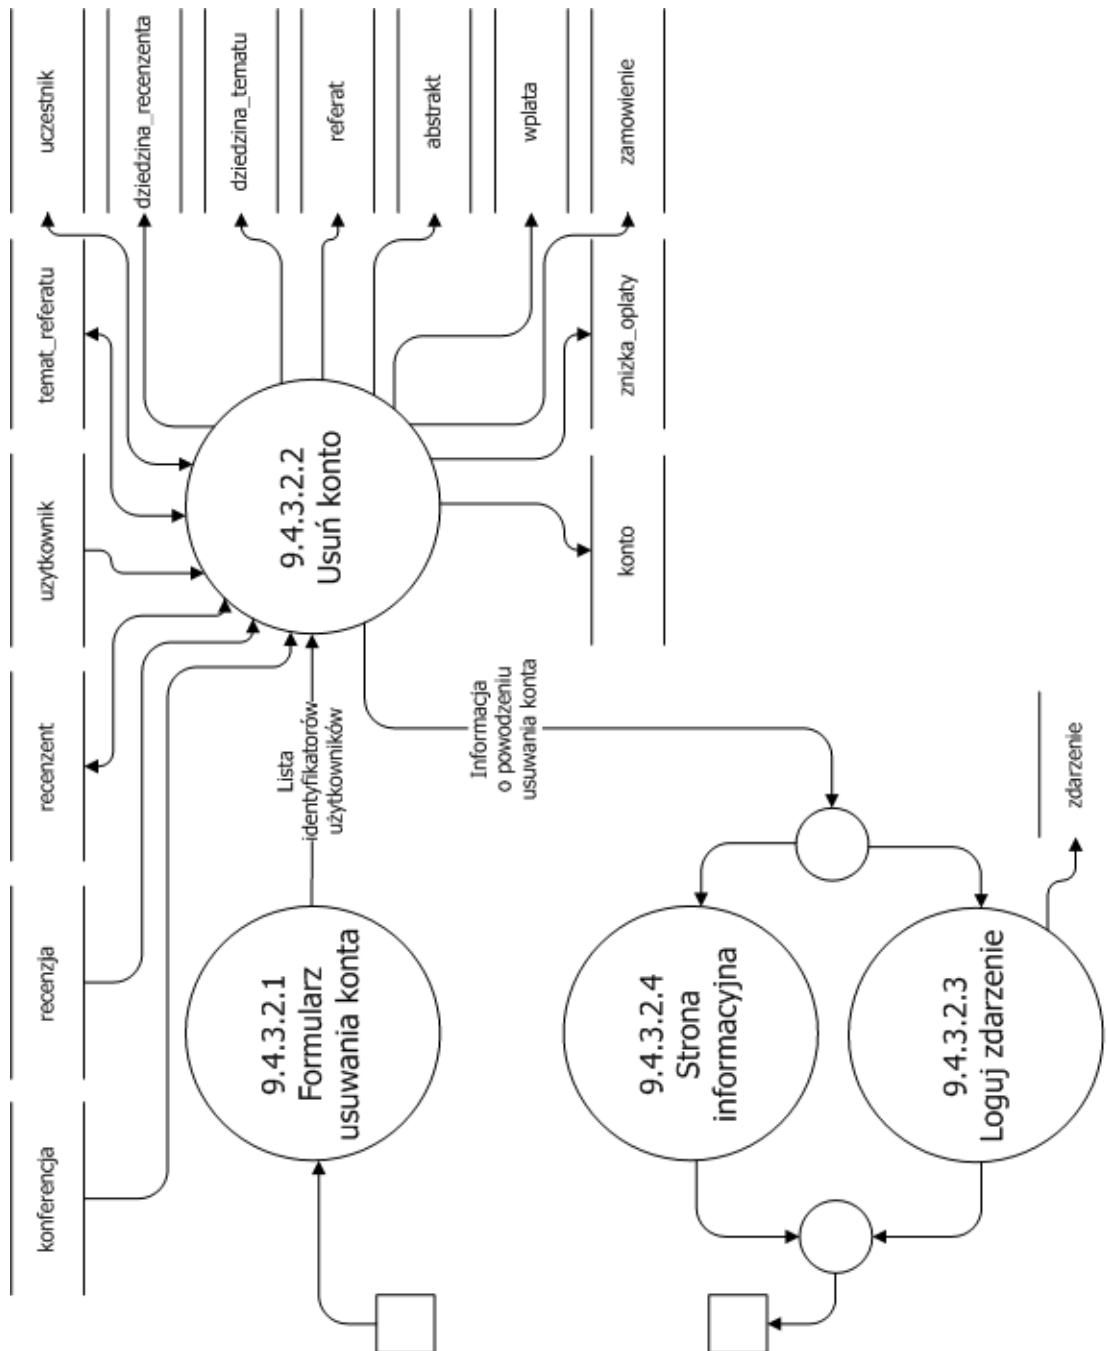 konferencja
recenzja
recenzent
uzytkownik
temat_referatu
uczestnik
dziedzina_recenzenta
dziedzina_tematu
referat
abstrakt
wplata
zamowienie
znizka_oplaty
konto
9.4.3.2.1
Formularz
usuwania konta
Lista
identyfikatorów
użytkowników
9.4.3.2.2
Usuń konto
Informacja
o powodzeniu
usuwania konta
9.4.3.2.4
Strona
informacyjna
9.4.3.2.3
Loguj zdarzenie
zdarzenie